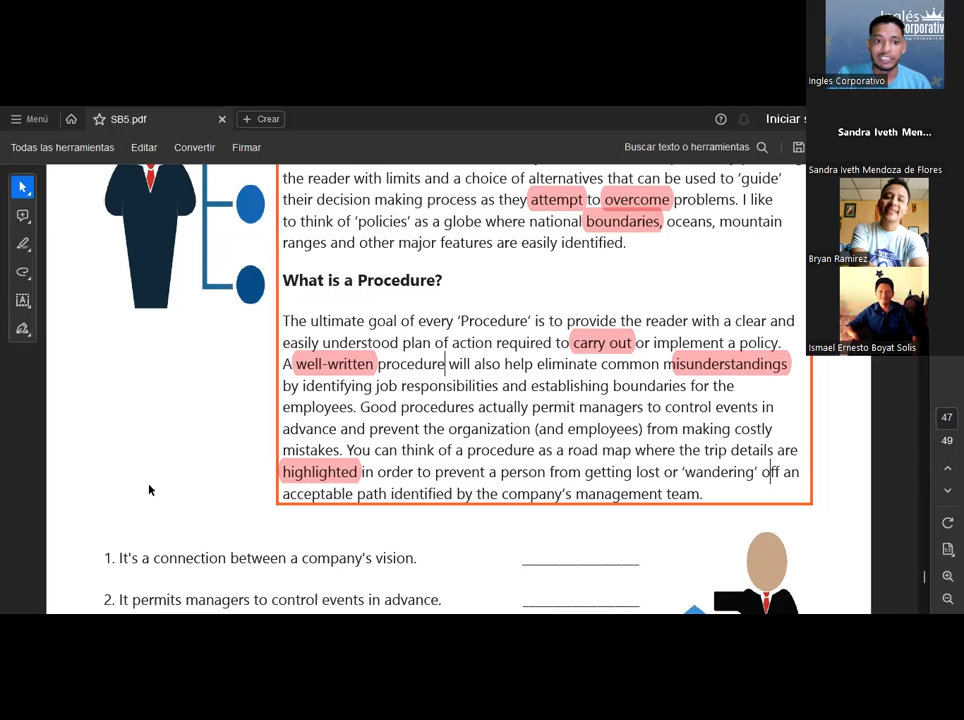 Inglés
Corporativo
Ingles Corporativo
Sandra Iveth Men...
Sandra Iveth Mendoza de Flores
Bryan Ramirez
Ismael Ernesto Boyat Solis
Menú
SB5.pdf
Crear
Iniciar s
Todas las herramientas
Editar
Convertir
Firmar
Buscar texto o herramientas
the reader with limits and a choice of alternatives that can be used to ‘guide’
their decision making process as they attempt to overcome problems. I like
to think of ‘policies’ as a globe where national boundaries, oceans, mountain
ranges and other major features are easily identified.
What is a Procedure?
The ultimate goal of every ‘Procedure’ is to provide the reader with a clear and
easily understood plan of action required to carry out or implement a policy.
A well-written procedure will also help eliminate common misunderstandings
by identifying job responsibilities and establishing boundaries for the
employees. Good procedures actually permit managers to control events in
advance and prevent the organization (and employees) from making costly
mistakes. You can think of a procedure as a road map where the trip details are
highlighted in order to prevent a person from getting lost or ‘wandering’ off an
acceptable path identified by the company’s management team.
1. It's a connection between a company's vision. ______________
2. It permits managers to control events in advance. ______________
47
49